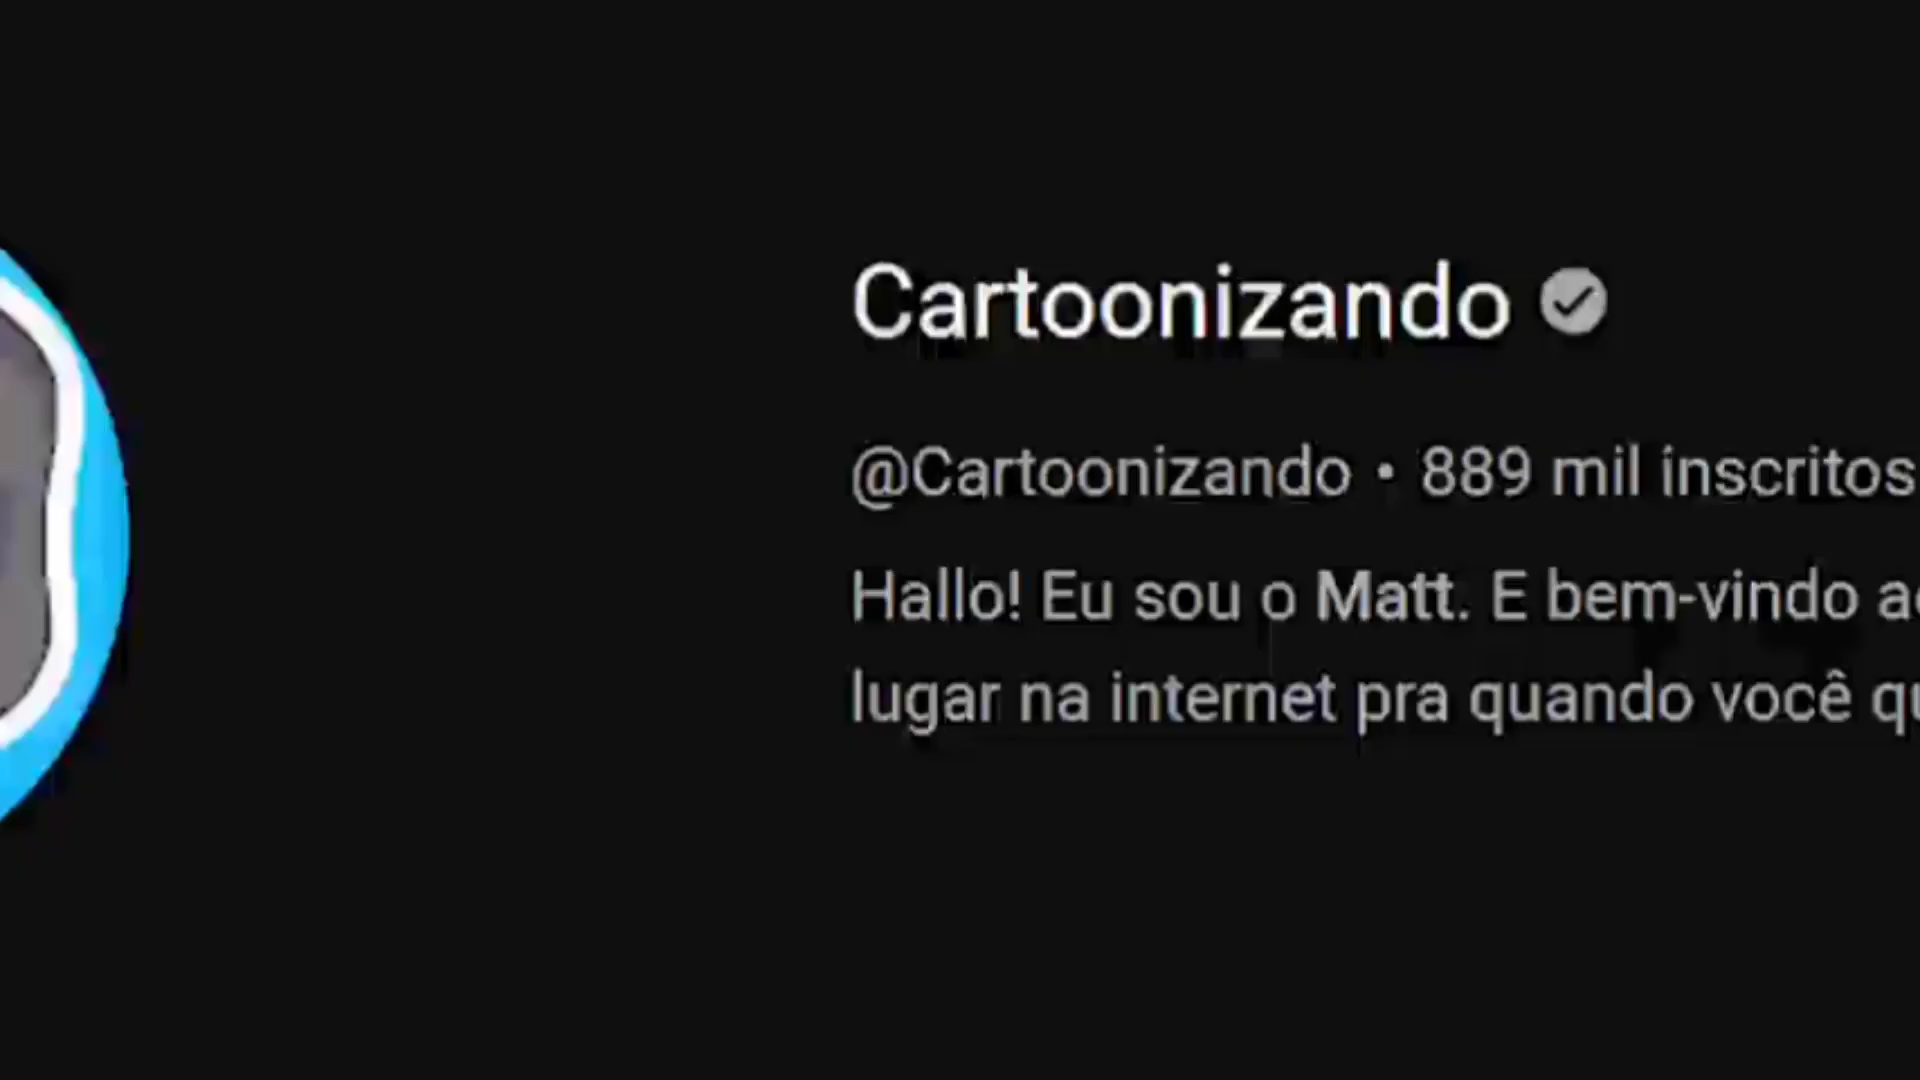 Cartoonizando
@Cartoonizando • 889 mil inscritos
Hallo! Eu sou o Matt. E bem-vindo
lugar na internet pra quando você